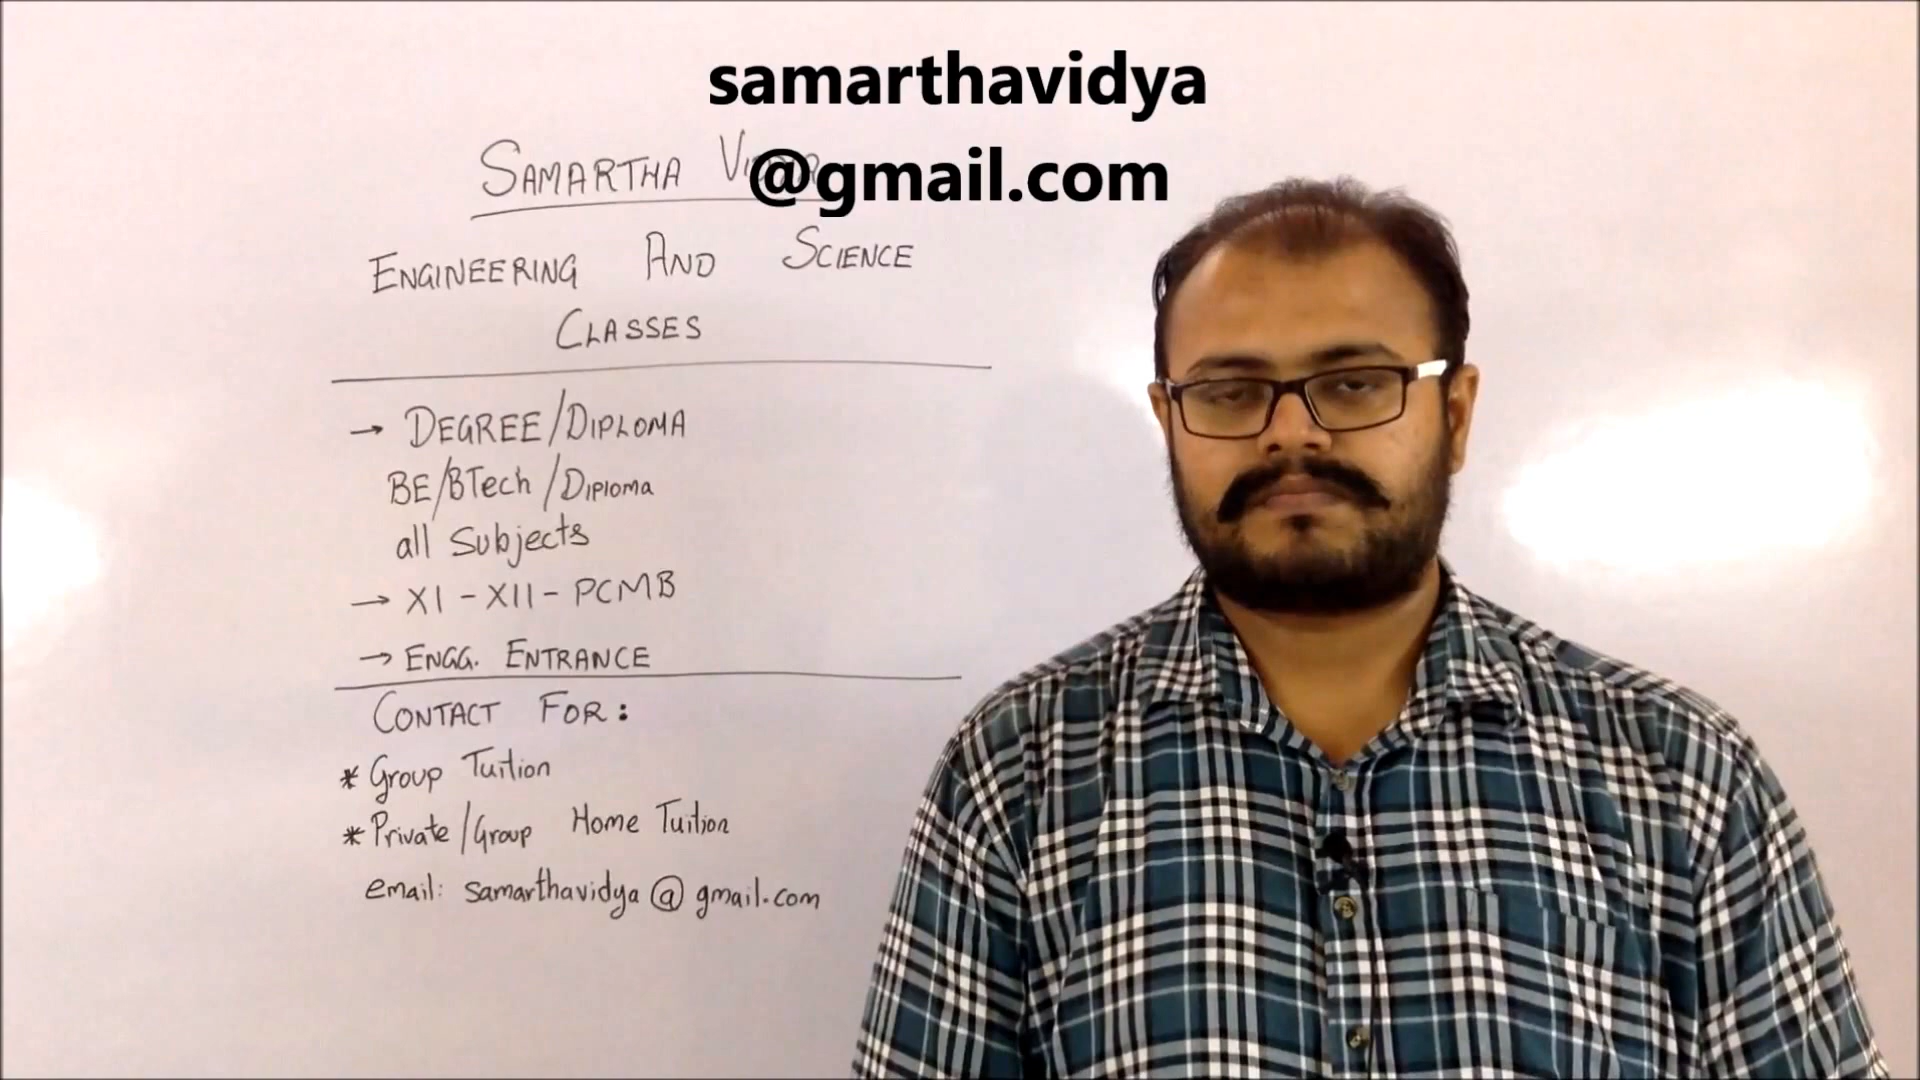 samarthavidya
@gmail.com
SAMARTHA
ENGINEERING AND SCIENCE
CLASSES
→ DEGREE/DIPLOMA
BE/BTech/Diploma
all Subjects
→ XI-XII-PCMB
→ ENGG. ENTRANCE
CONTACT FOR:
* Group Tuition
* Private/Group Home Tuition
email: samarthavidya@gmail.com